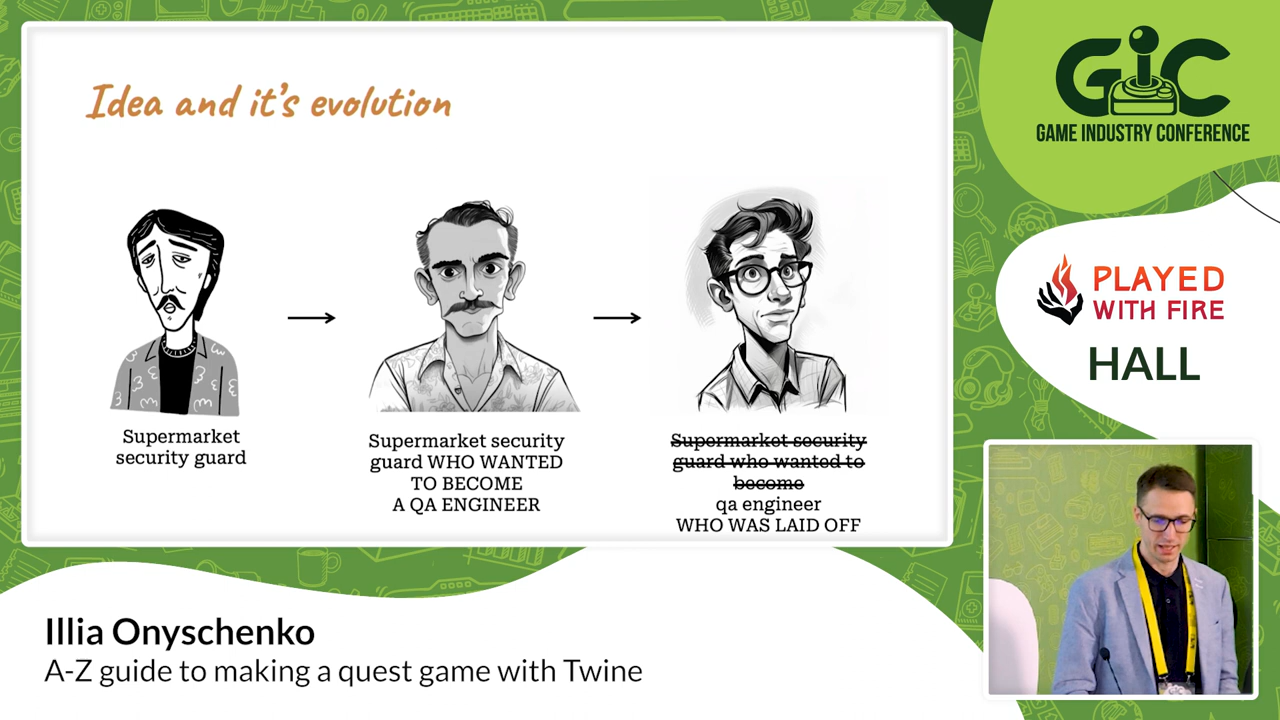 Idea and it's evolution
Supermarket
security guard
Supermarket security
guard WHO WANTED
TO BECOME
A QA ENGINEER
Supermarket security
guard who wanted to
become
qa engineer
WHO WAS LAID OFF
GIC
GAME INDUSTRY CONFERENCE
PLAYED
WITH FIRE
HALL
Illia Onyschenko
A-Z guide to making a quest game with Twine